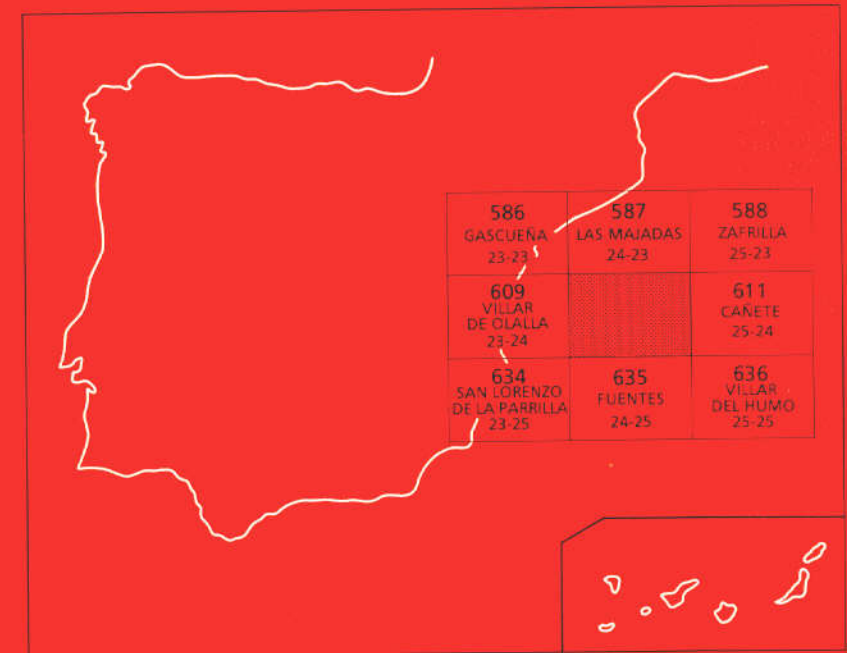 586
GASCUEÑA
23-23
587
LAS MAJADAS
24-23
588
ZAFRILLA
25-23
609
VILLAR
DE OLALLA
23-24
611
CAÑETE
25-24
634
SAN LORENZO
DE LA PARRILLA
23-25
635
FUENTES
24-25
636
VILLAR
DEL HUMO
25-25